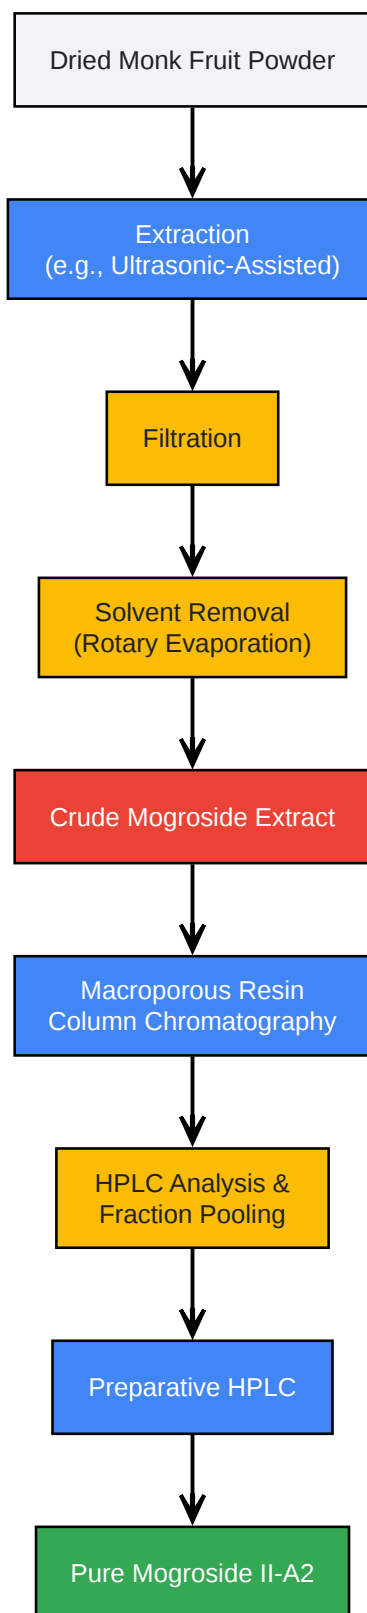 Dried Monk Fruit Powder
Extraction
(e.g., Ultrasonic-Assisted)
Filtration
Solvent Removal
(Rotary Evaporation)
Crude Mogroside Extract
Macroporous Resin
Column Chromatography
HPLC Analysis &
Fraction Pooling
Preparative HPLC
Pure Mogroside II-A2